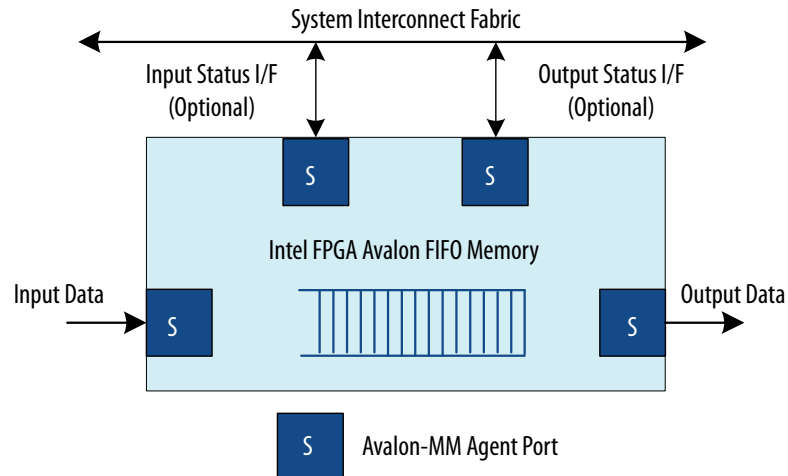 System Interconnect Fabric
Input Status I/F
(Optional)
Output Status I/F
(Optional)
S
S
Intel FPGA Avalon FIFO Memory
Input Data
S
S
Output Data
S
Avalon-MM Agent Port